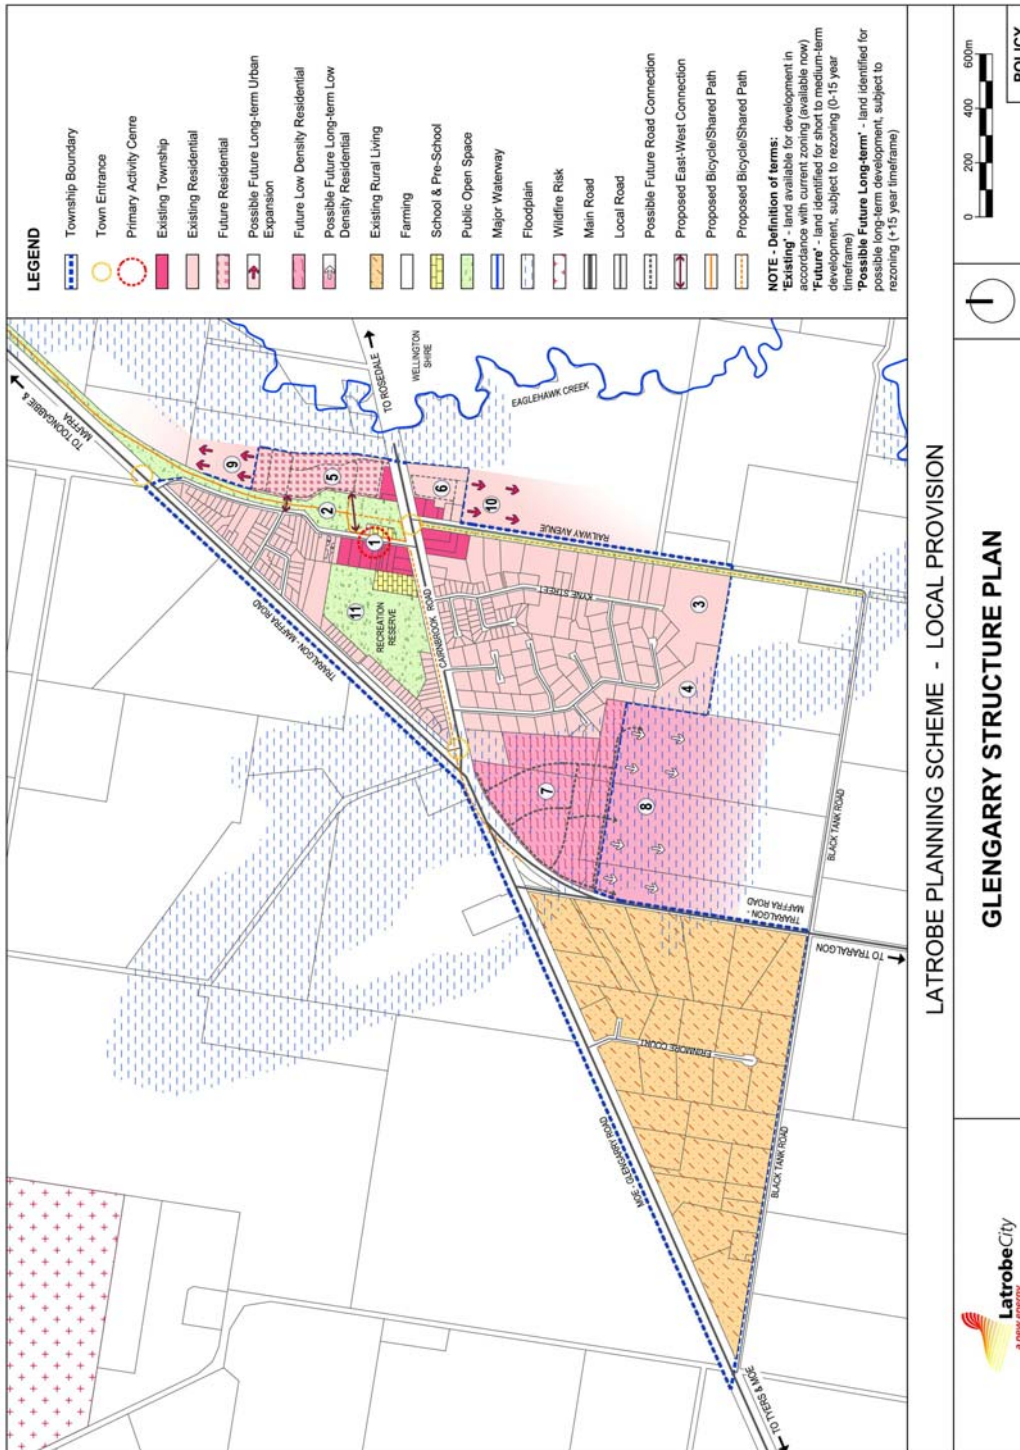 LEGEND
Township Boundary
Town Entrance
Primary Activity Cenre
Existing Township
Existing Residential
Future Residential
Possible Future Long-term Urban
Expansion
Future Low Density Residential
Possible Future Long-term Low
Density Residential
Existing Rural Living
Farming
School & Pre-School
Public Open Space
Major Waterway
Floodplain
Wildfire Risk
Main Road
Local Road
Possible Future Road Connection
Proposed East-West Connection
Proposed Bicycle/Shared Path
Proposed Bicycle/Shared Path
NOTE - Definition of terms:
'Existing' - land available for development in
accordance with current zoning (available now)
'Future' - land identified for short to medium-term
development, subject to rezoning (0-15 year
timeframe)
'Possible Future Long-term' - land identified for
possible long-term development, subject to
rezoning (+15 year timeframe)
0 200 400 600m
POLICY
TO TOONGABBIE &
MAFFRA
TO ROSEDALE
WELLINGTON
SHIRE
EAGLEHAWK CREEK
9
5
2
6
10
1
11
RECREATION
RESERVE
TRARALGON - MAFFRA ROAD
CAIRNBROOK ROAD
RAILWAY AVENUE
KYNE STREET
3
4
7
8
BLACK TANK ROAD
TRARALGON -
MAFFRA ROAD
TO TRARALGON
ERINMORE COURT
MOE - GLENGARRY ROAD
BLACK TANK ROAD
TO TYERS & MOE
LATROBE PLANNING SCHEME - LOCAL PROVISION
GLENGARRY STRUCTURE PLAN
LatrobeCity
a new energy